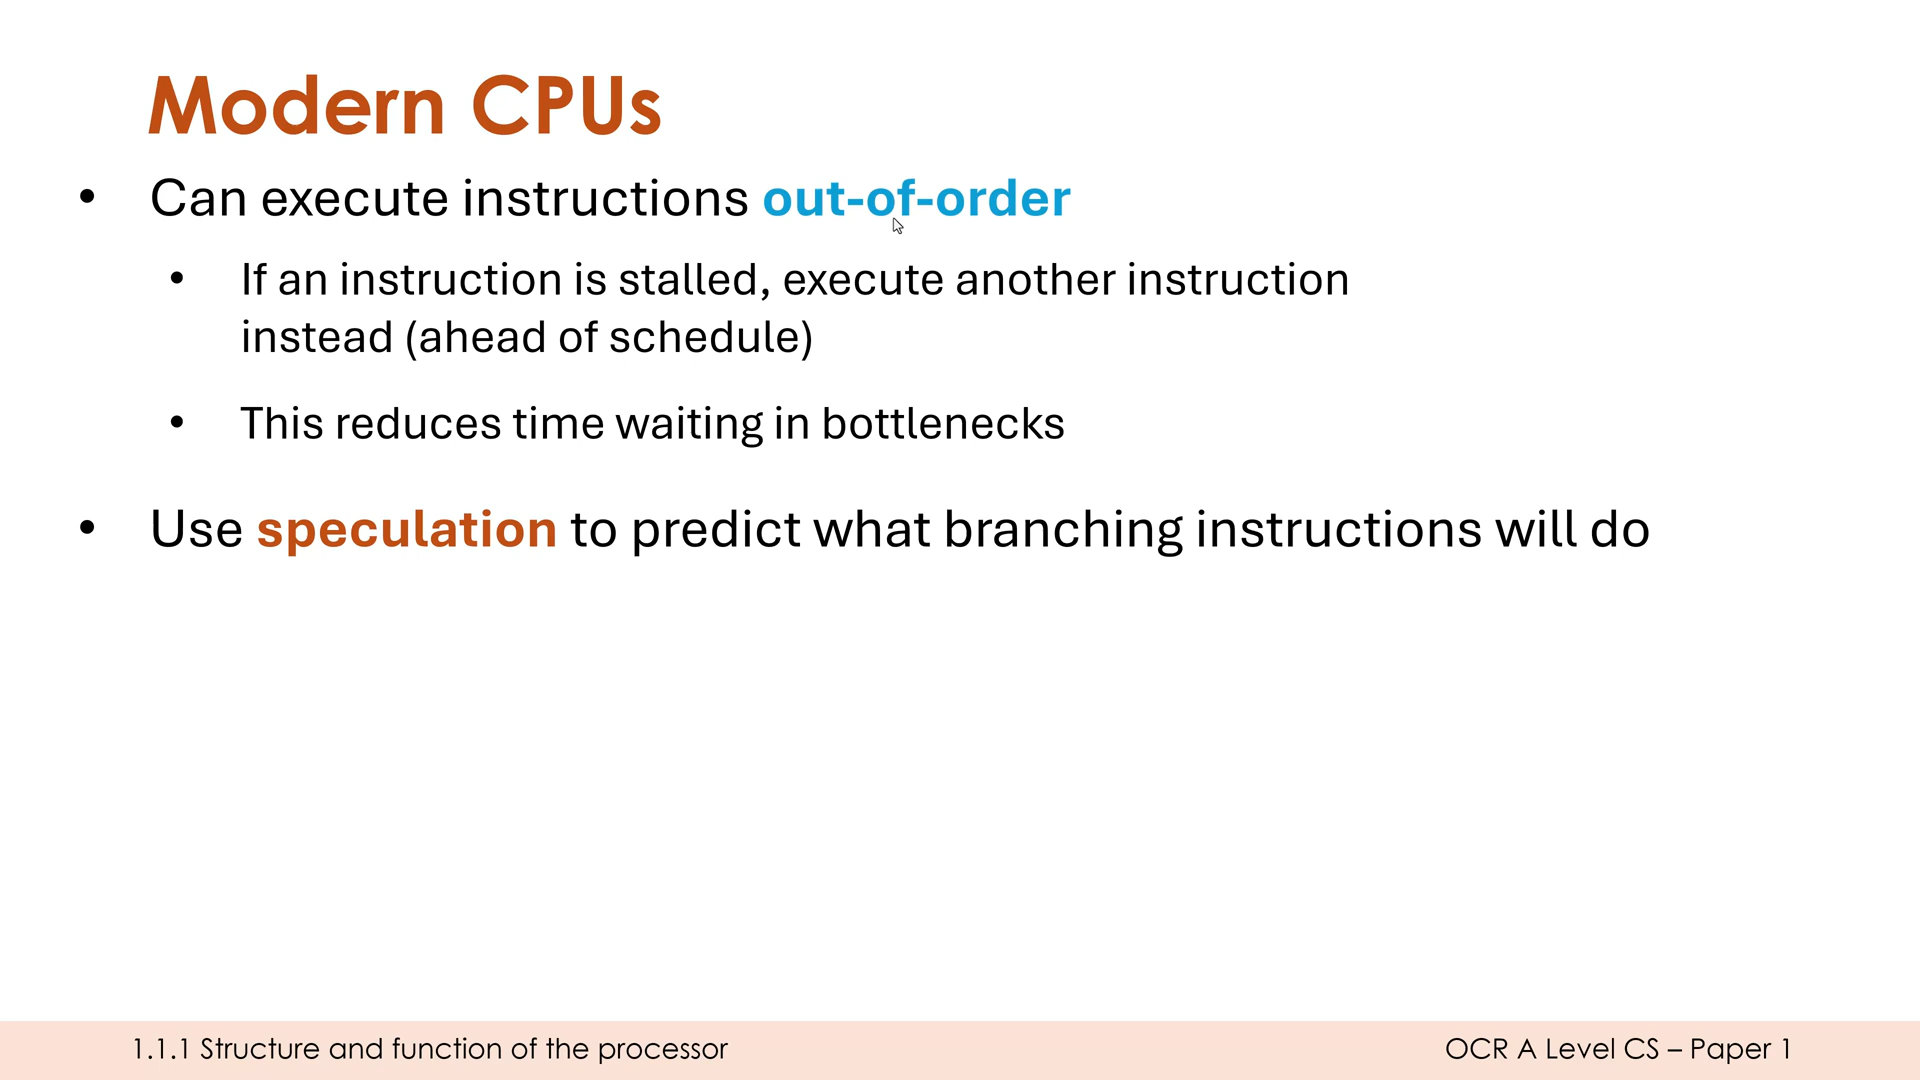 Modern CPUs
• Can execute instructions out-of-order
• If an instruction is stalled, execute another instruction
instead (ahead of schedule)
• This reduces time waiting in bottlenecks
• Use speculation to predict what branching instructions will do
1.1.1 Structure and function of the processor
OCR A Level CS – Paper 1